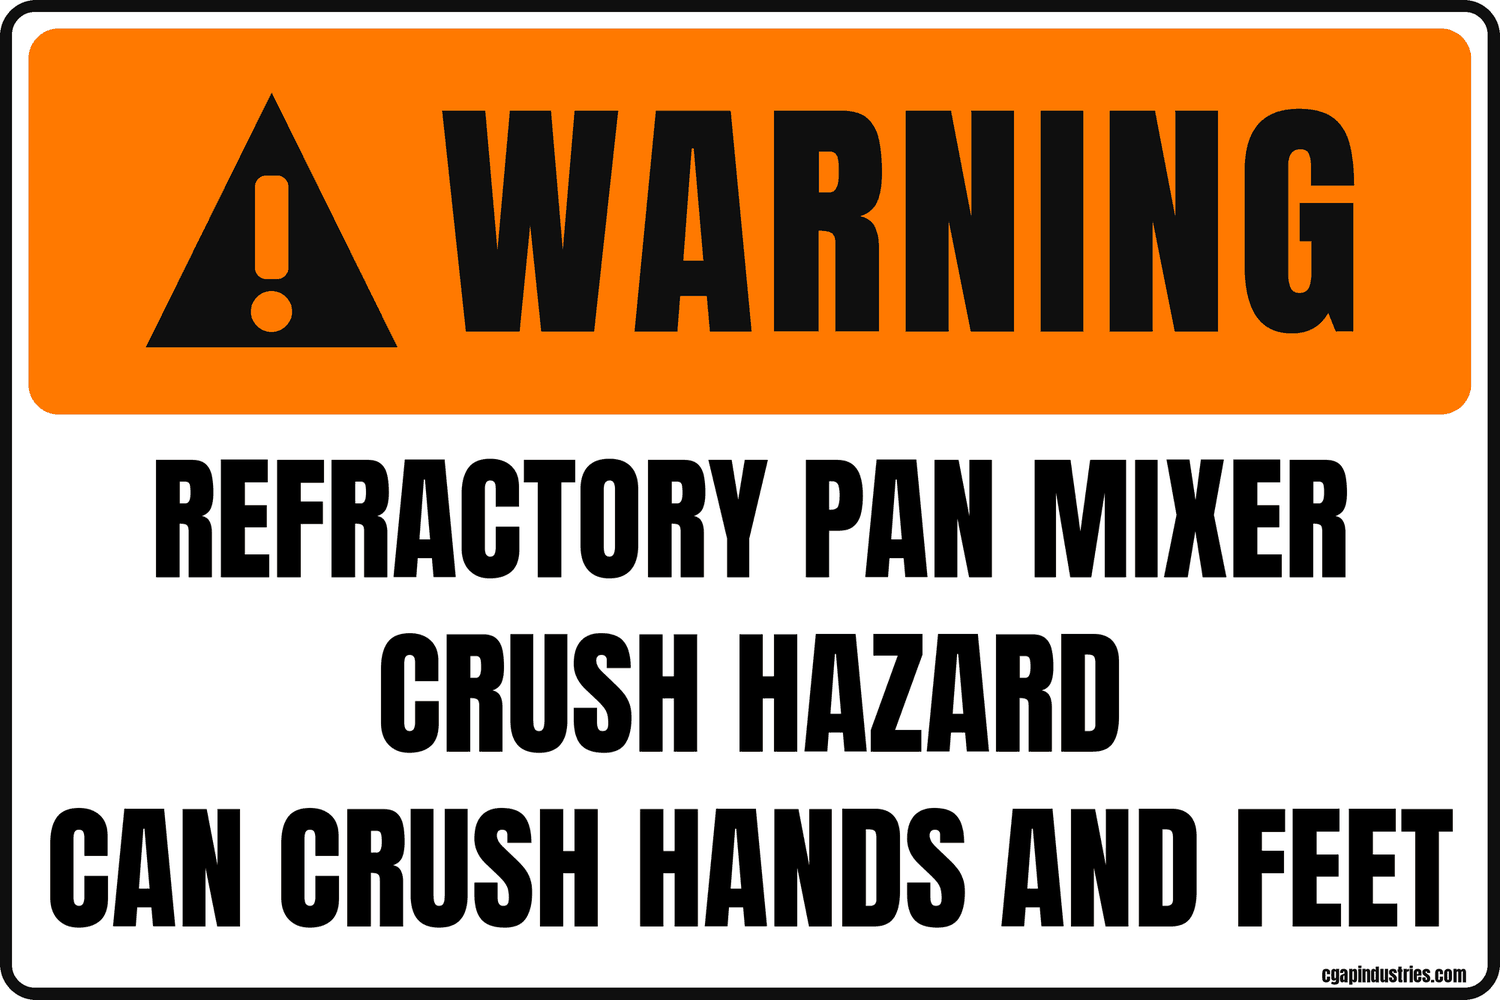 WARNING
REFRACTORY PAN MIXER
CRUSH HAZARD
CAN CRUSH HANDS AND FEET
cgapindustries.com